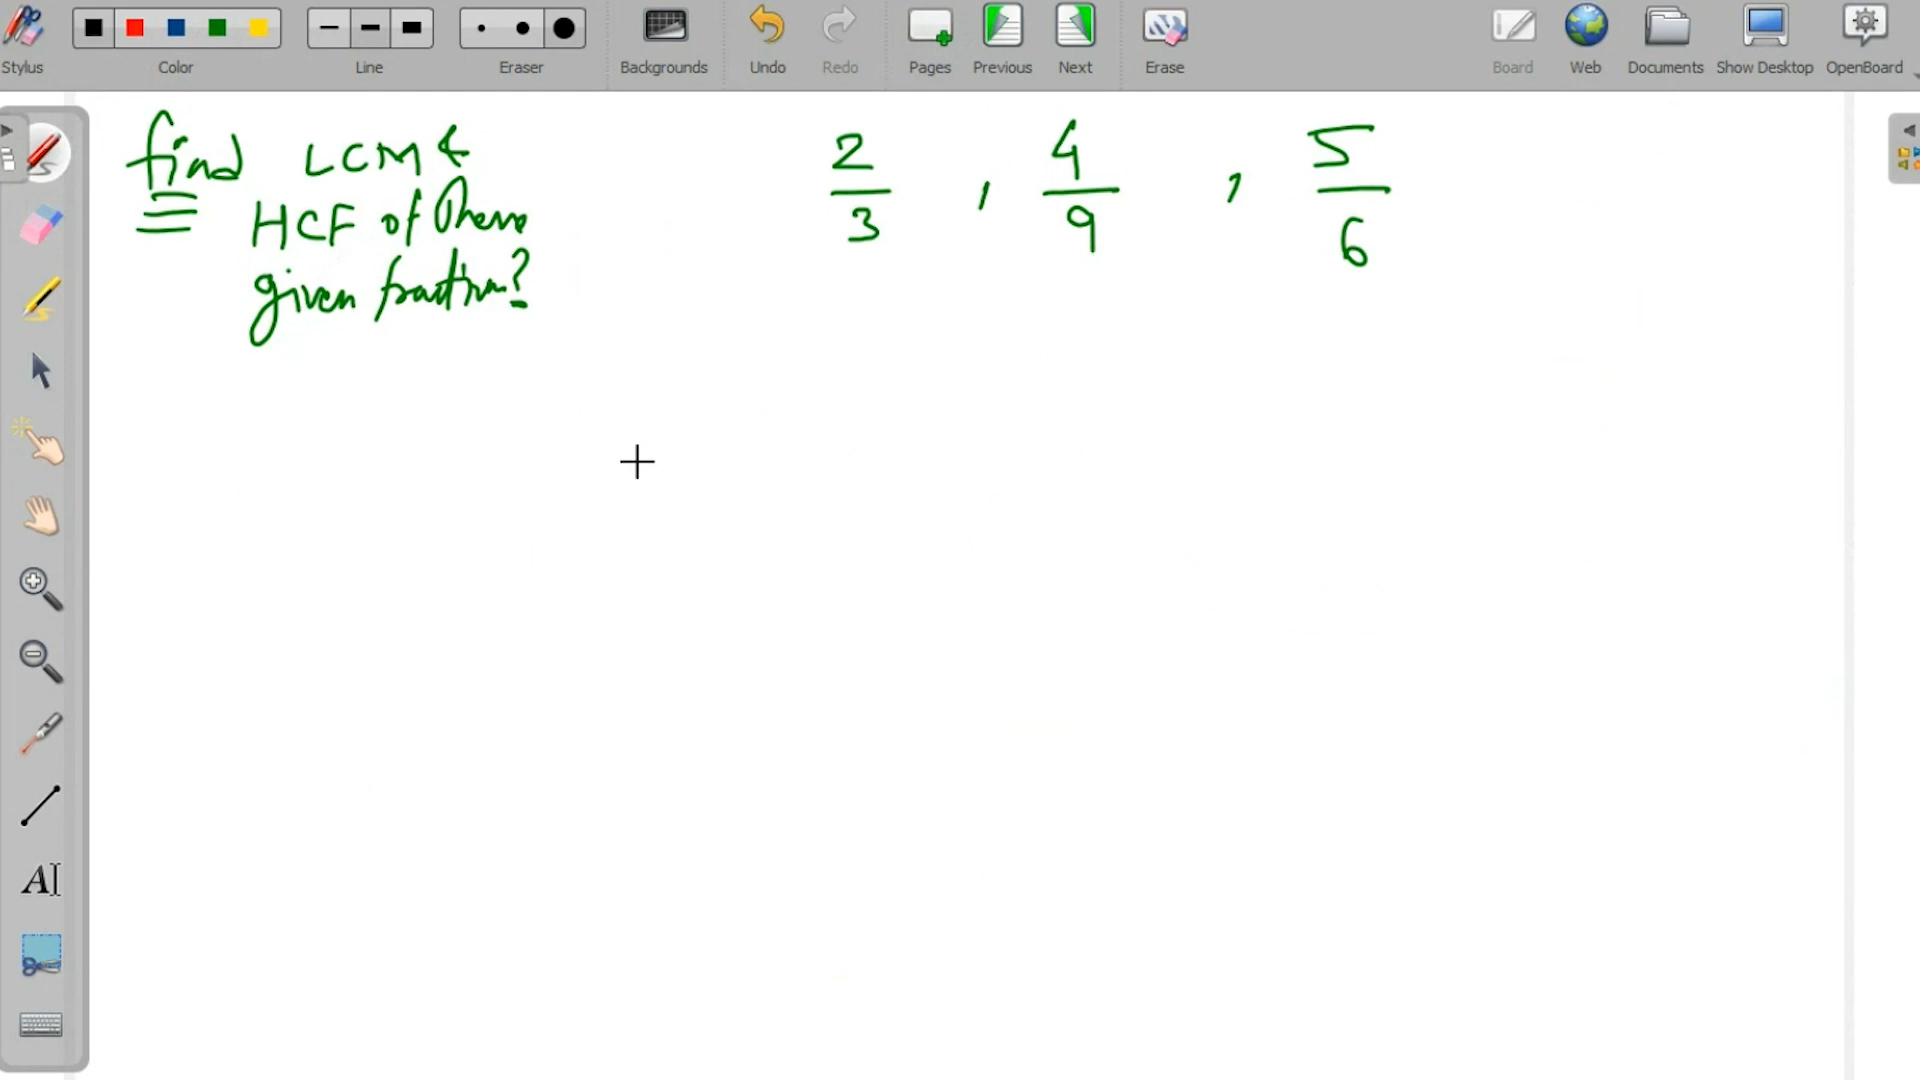 Stylus Color Line Eraser Backgrounds Undo Redo Pages Previous Next Erase Board Web Documents Show Desktop OpenBoard
find LCM &
HCF of these
given fraction?
2/3 , 4/9 , 5/6
AI